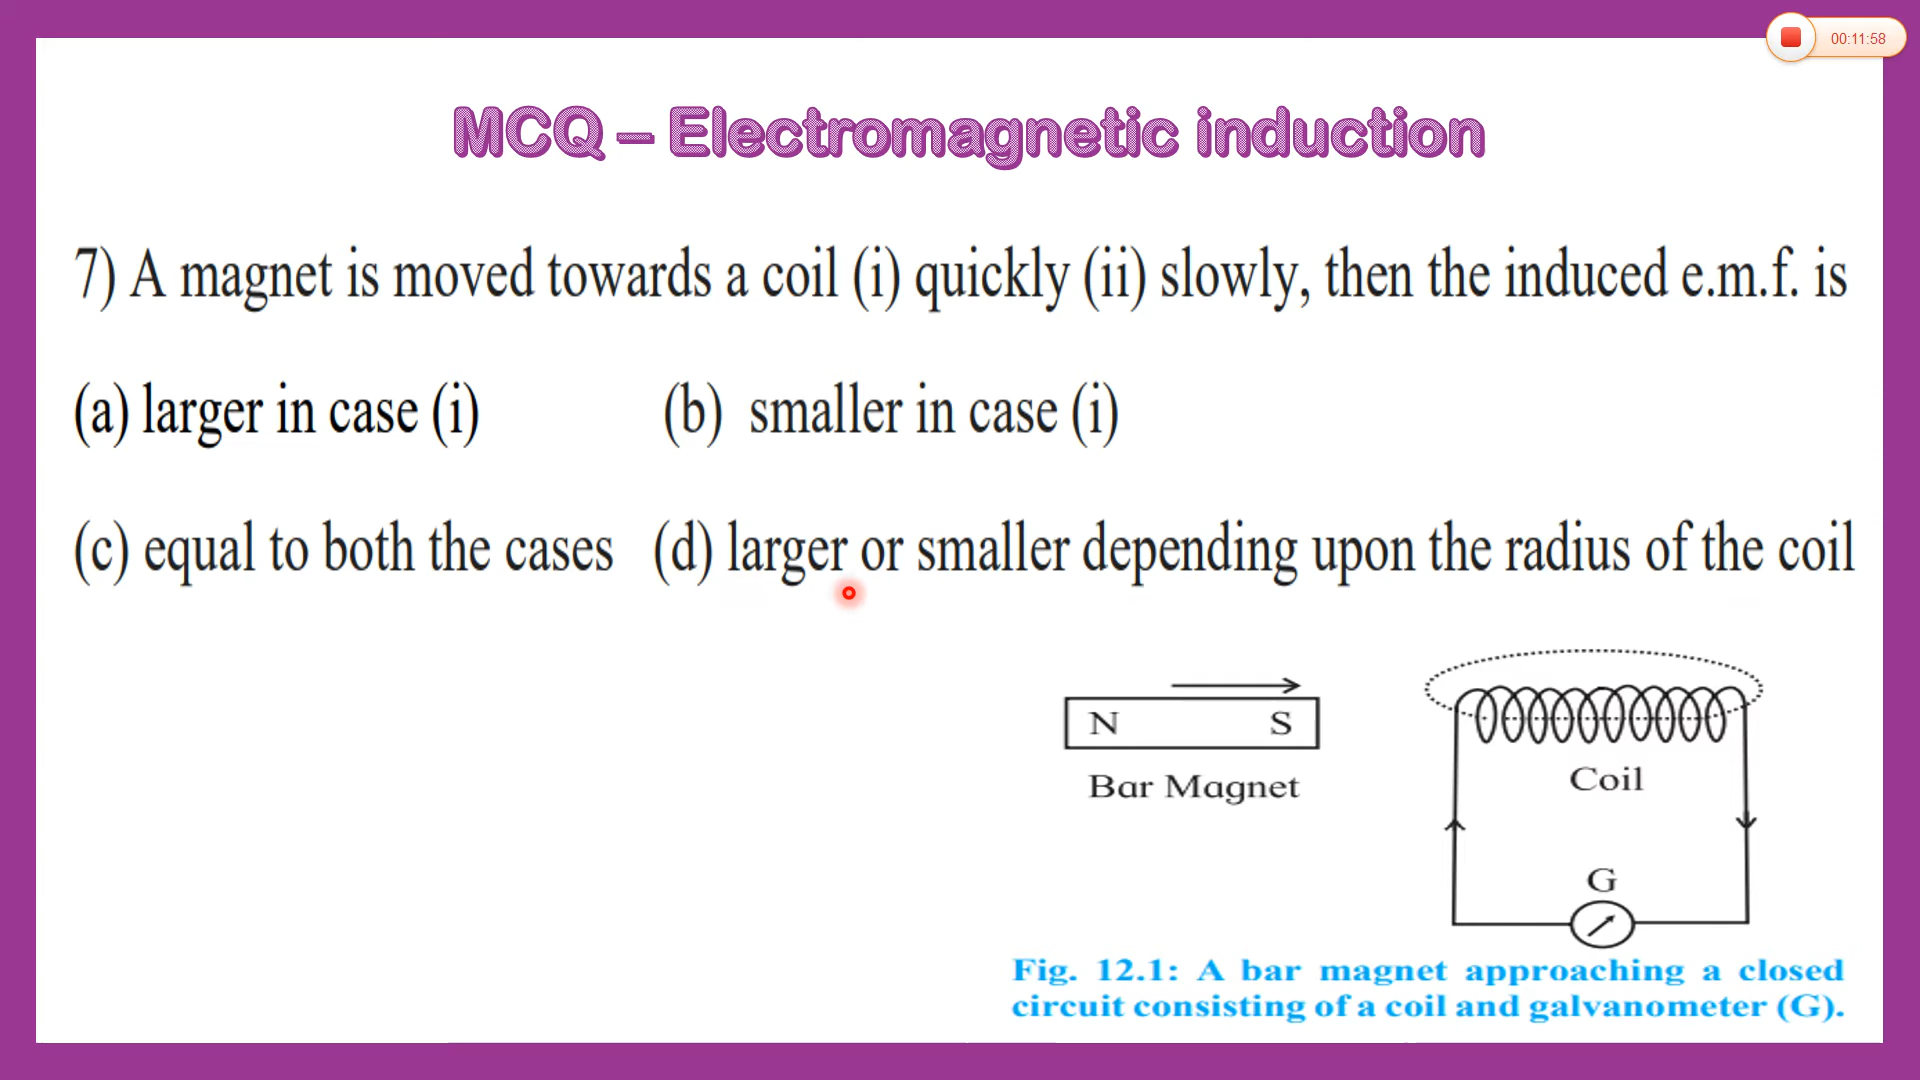 00:11:58
MCQ – Electromagnetic induction
7) A magnet is moved towards a coil (i) quickly (ii) slowly, then the induced e.m.f. is
(a) larger in case (i) (b) smaller in case (i)
(c) equal to both the cases (d) larger or smaller depending upon the radius of the coil
N S
Bar Magnet
Coil
G
Fig. 12.1: A bar magnet approaching a closed
circuit consisting of a coil and galvanometer (G).